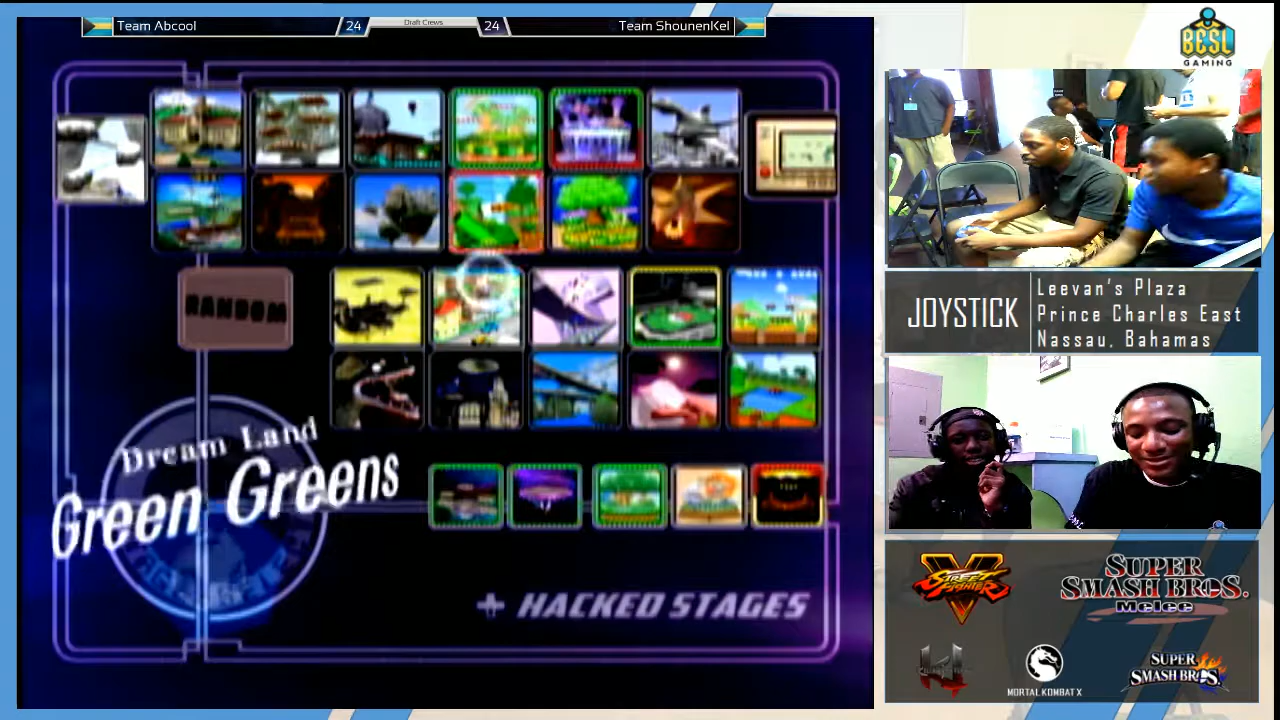 Team Abcool
24
Draft Crews
24
Team ShounenKel
BESL
GAMING
RANDOM
Dream Land
Green Greens
+ HACKED STAGES
JOYSTICK
Leevan's Plaza
Prince Charles East
Nassau, Bahamas
STREET FIGHTER V
SUPER
SMASH BROS.
Melee
MORTAL KOMBAT X
SUPER
SMASH BROS.